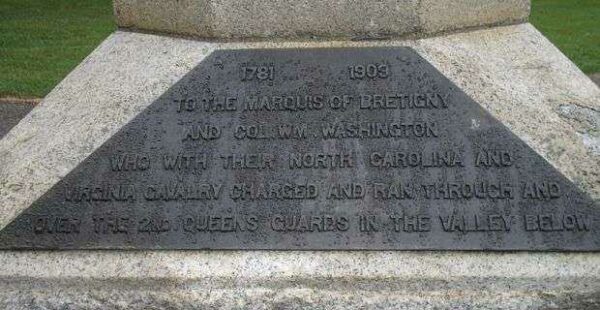 1781 1909
TO THE MARQUIS OF BRETIGNY
AND COL. WM. WASHINGTON
WHO WITH THEIR NORTH CAROLINA AND
VIRGINIA CAVALRY CHARGED AND RAN THROUGH AND
OVER THE 2ND QUEENS GUARDS IN THE VALLEY BELOW